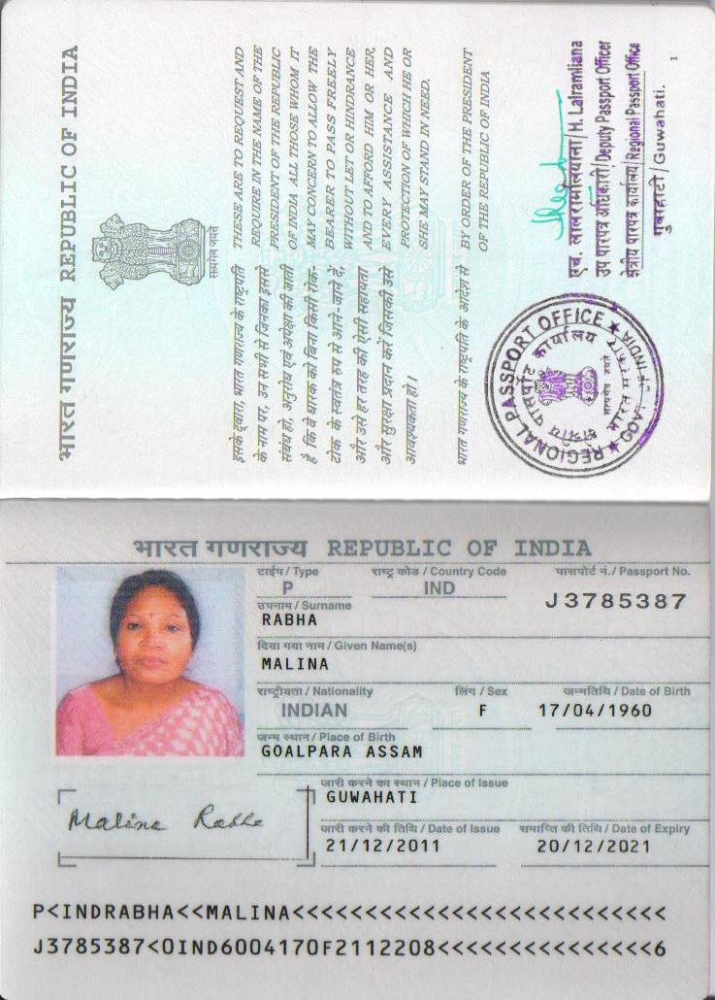 भारत गणराज्य REPUBLIC OF INDIA
सत्यमेव जयते
इसके द्वारा, भारत गणराज्य के राष्ट्रपति
के नाम पर, उन सभी से जिनका इससे
संबंध हो, अनुरोध एवं अपेक्षा की जाती
है कि वे धारक को बिना किसी रोक-
टोक के स्वतंत्र रुप से आने-जाने दें,
और उसे हर तरह की ऐसी सहायता
और सुरक्षा प्रदान करें जिसकी उसे
आवश्यकता हो।
THESE ARE TO REQUEST AND
REQUIRE IN THE NAME OF THE
PRESIDENT OF THE REPUBLIC
OF INDIA ALL THOSE WHOM IT
MAY CONCERN TO ALLOW THE
BEARER TO PASS FREELY
WITHOUT LET OR HINDRANCE
AND TO AFFORD HIM OR HER,
EVERY ASSISTANCE AND
PROTECTION OF WHICH HE OR
SHE MAY STAND IN NEED.
भारत गणराज्य के राष्ट्रपति के आदेश से
BY ORDER OF THE PRESIDENT
OF THE REPUBLIC OF INDIA
REGIONAL PASSPORT OFFICE
कार्यालय
भारत सरकार
GOVT. OF INDIA
एच. लालरामलियाना/H. Lalramliana
उप पारपत्र अधिकारी/Deputy Passport Officer
क्षेत्रीय पारपत्र कार्यालय/Regional Passport Office
गुवाहाटी/Guwahati.
1
भारत गणराज्य REPUBLIC OF INDIA
टाईप / Type राष्ट्र कोड / Country Code पासपोर्ट नं. / Passport No.
P IND J3785387
उपनाम / Surname
RABHA
दिया गया नाम / Given Name(s)
MALINA
राष्ट्रीयता / Nationality लिंग / Sex जन्मतिथि / Date of Birth
INDIAN F 17/04/1960
जन्म स्थान / Place of Birth
GOALPARA ASSAM
जारी करने का स्थान / Place of Issue
GUWAHATI
Malina Rabha
जारी करने की तिथि / Date of Issue समाप्ति की तिथि / Date of Expiry
21/12/2011 20/12/2021
P<INDRABHA<<MALINA<<<<<<<<<<<<<<<<<<<<<<<<<<
J3785387<0IND6004170F2112208<<<<<<<<<<<<<<<6